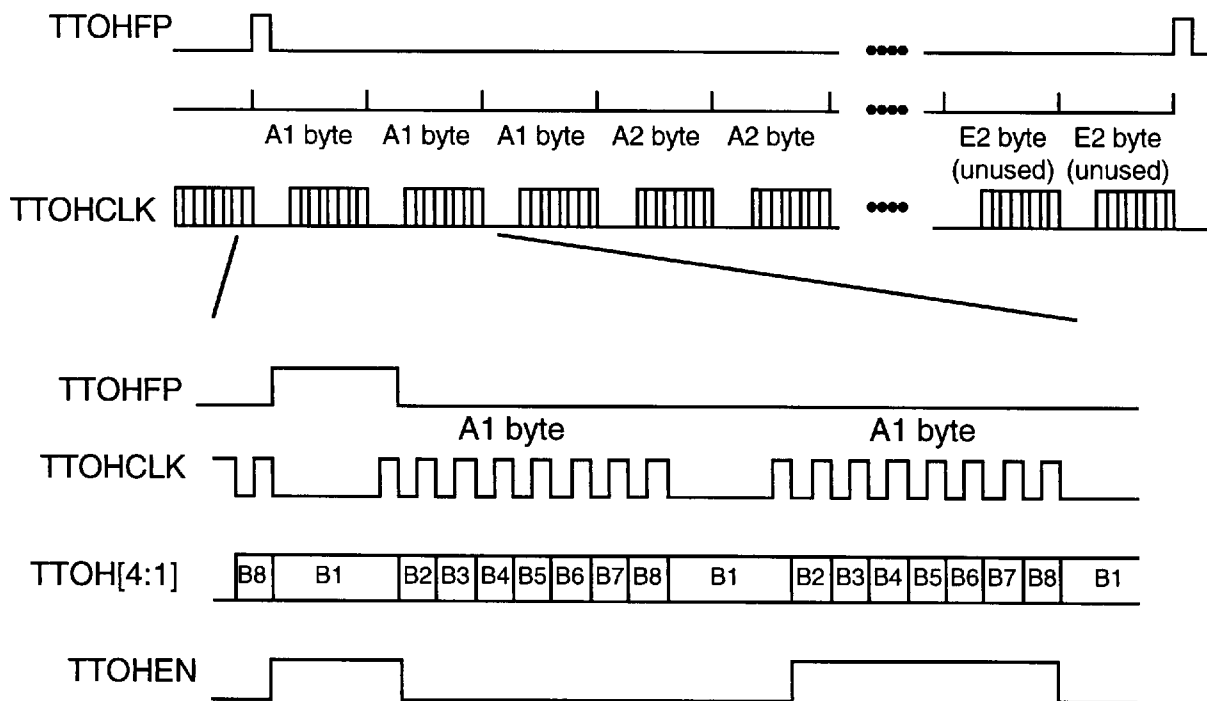 TTOHFP
A1 byte A1 byte A1 byte A2 byte A2 byte E2 byte E2 byte
(unused) (unused)
TTOHCLK
TTOHFP
A1 byte A1 byte
TTOHCLK
TTOH[4:1] B8 B1 B2 B3 B4 B5 B6 B7 B8 B1 B2 B3 B4 B5 B6 B7 B8 B1
TTOHEN